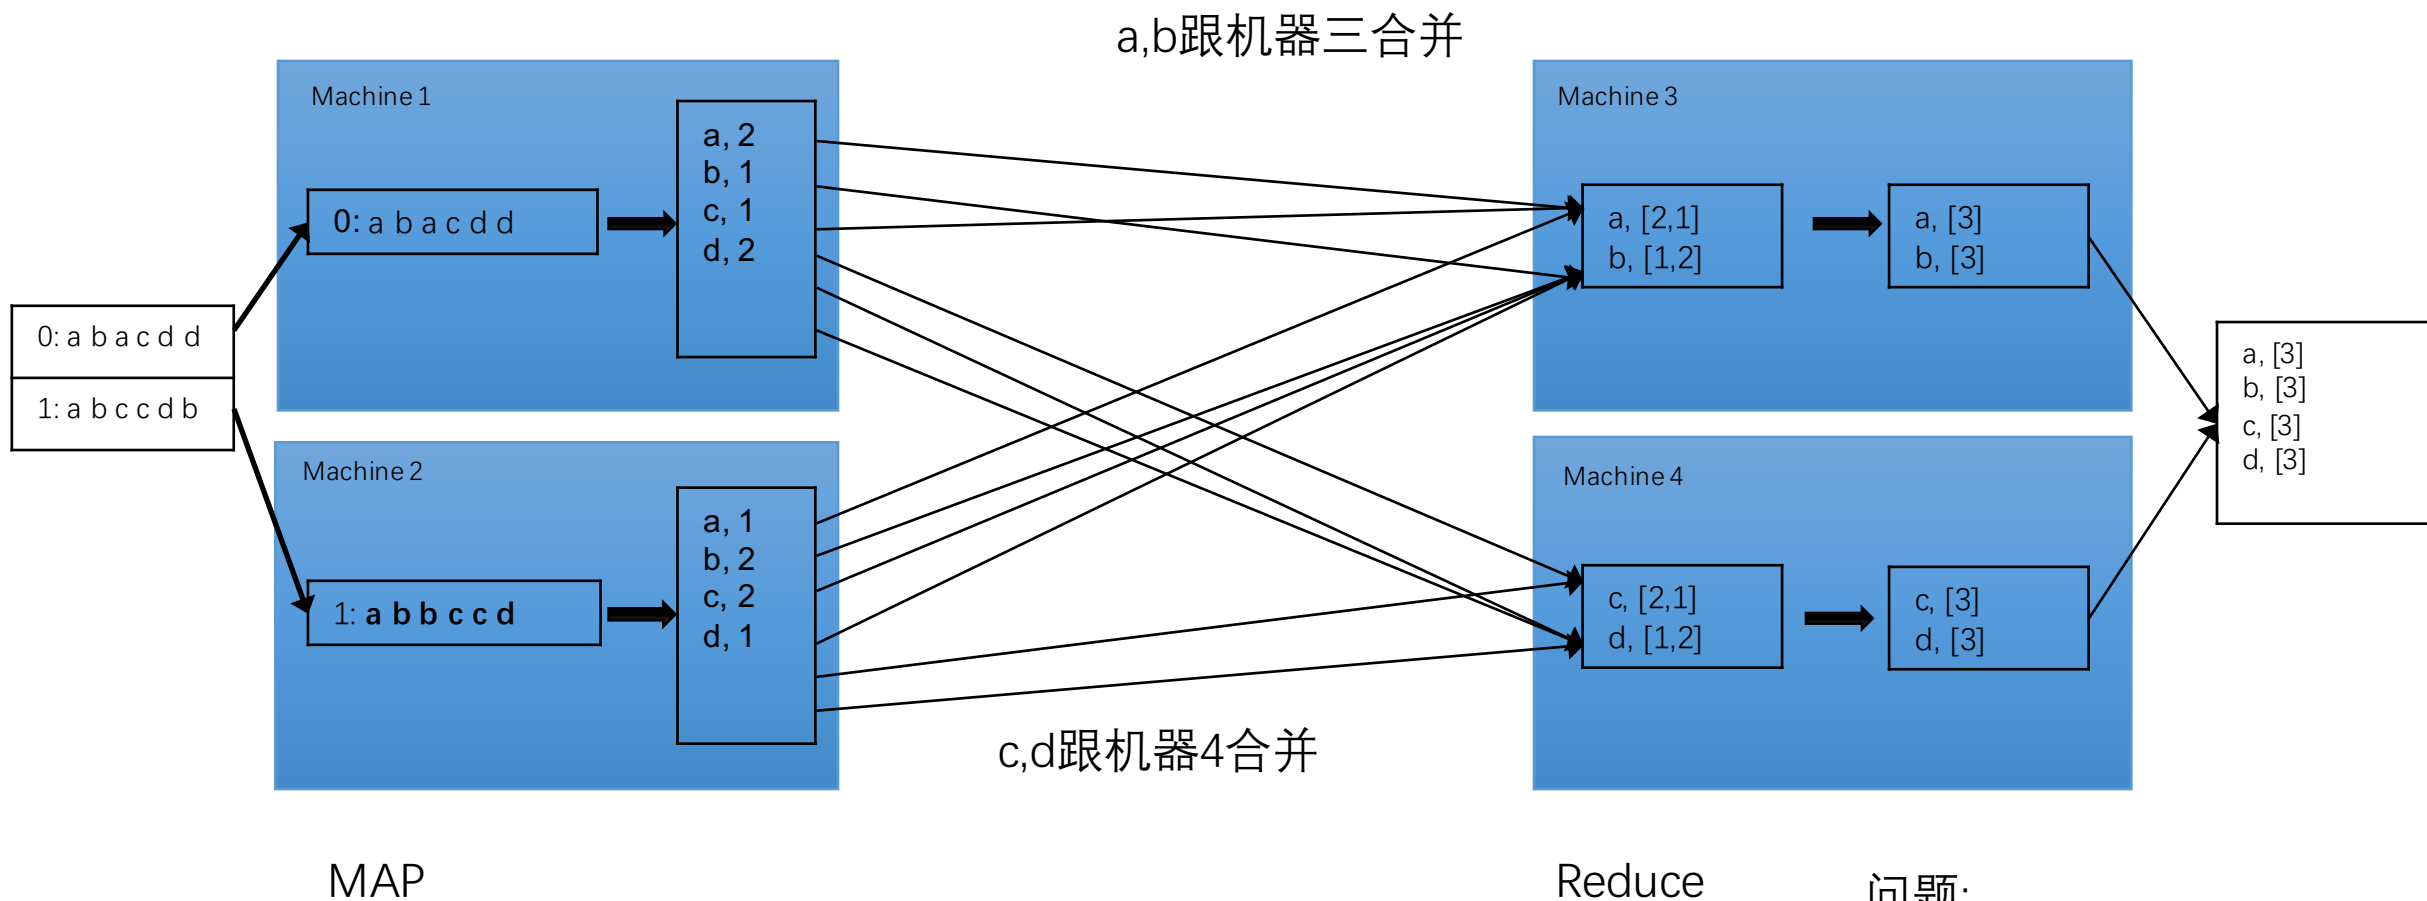 a,b跟机器三合并
Machine 1
a, 2
b, 1
c, 1
d, 2
0: a b a c d d
0: a b a c d d
1: a b c c d b
Machine 2
a, 1
b, 2
c, 2
d, 1
1: a b b c c d
Machine 3
a, [2,1]
b, [1,2]
a, [3]
b, [3]
Machine 4
c, [2,1]
d, [1,2]
c, [3]
d, [3]
a, [3]
b, [3]
c, [3]
d, [3]
c,d跟机器4合并
MAP
Reduce
问题: